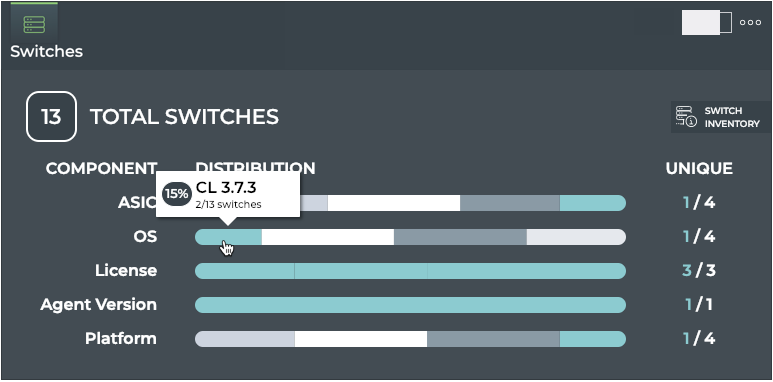 Switches
13
TOTAL SWITCHES
SWITCH
INVENTORY
COMPONENT
DISTRIBUTION
UNIQUE
15%
CL 3.7.3
2/13 switches
ASIC
1 / 4
OS
1 / 4
License
3 / 3
Agent Version
1 / 1
Platform
1 / 4